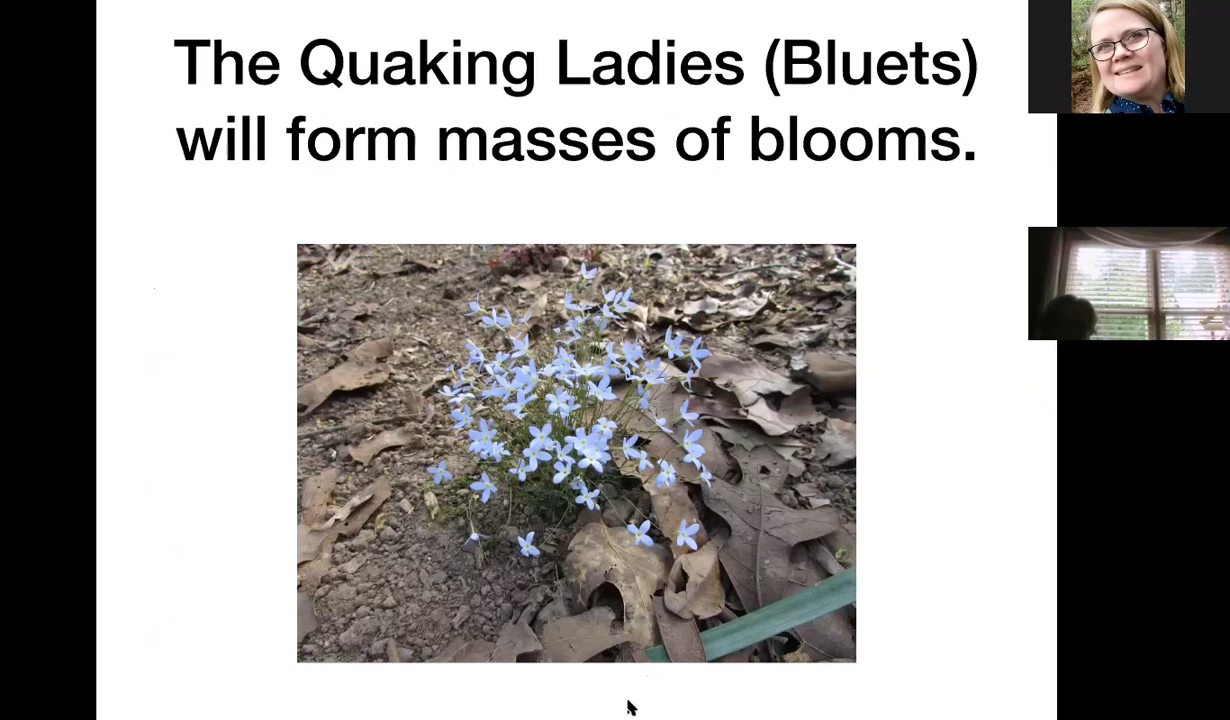 The Quaking Ladies (Bluets)
will form masses of blooms.